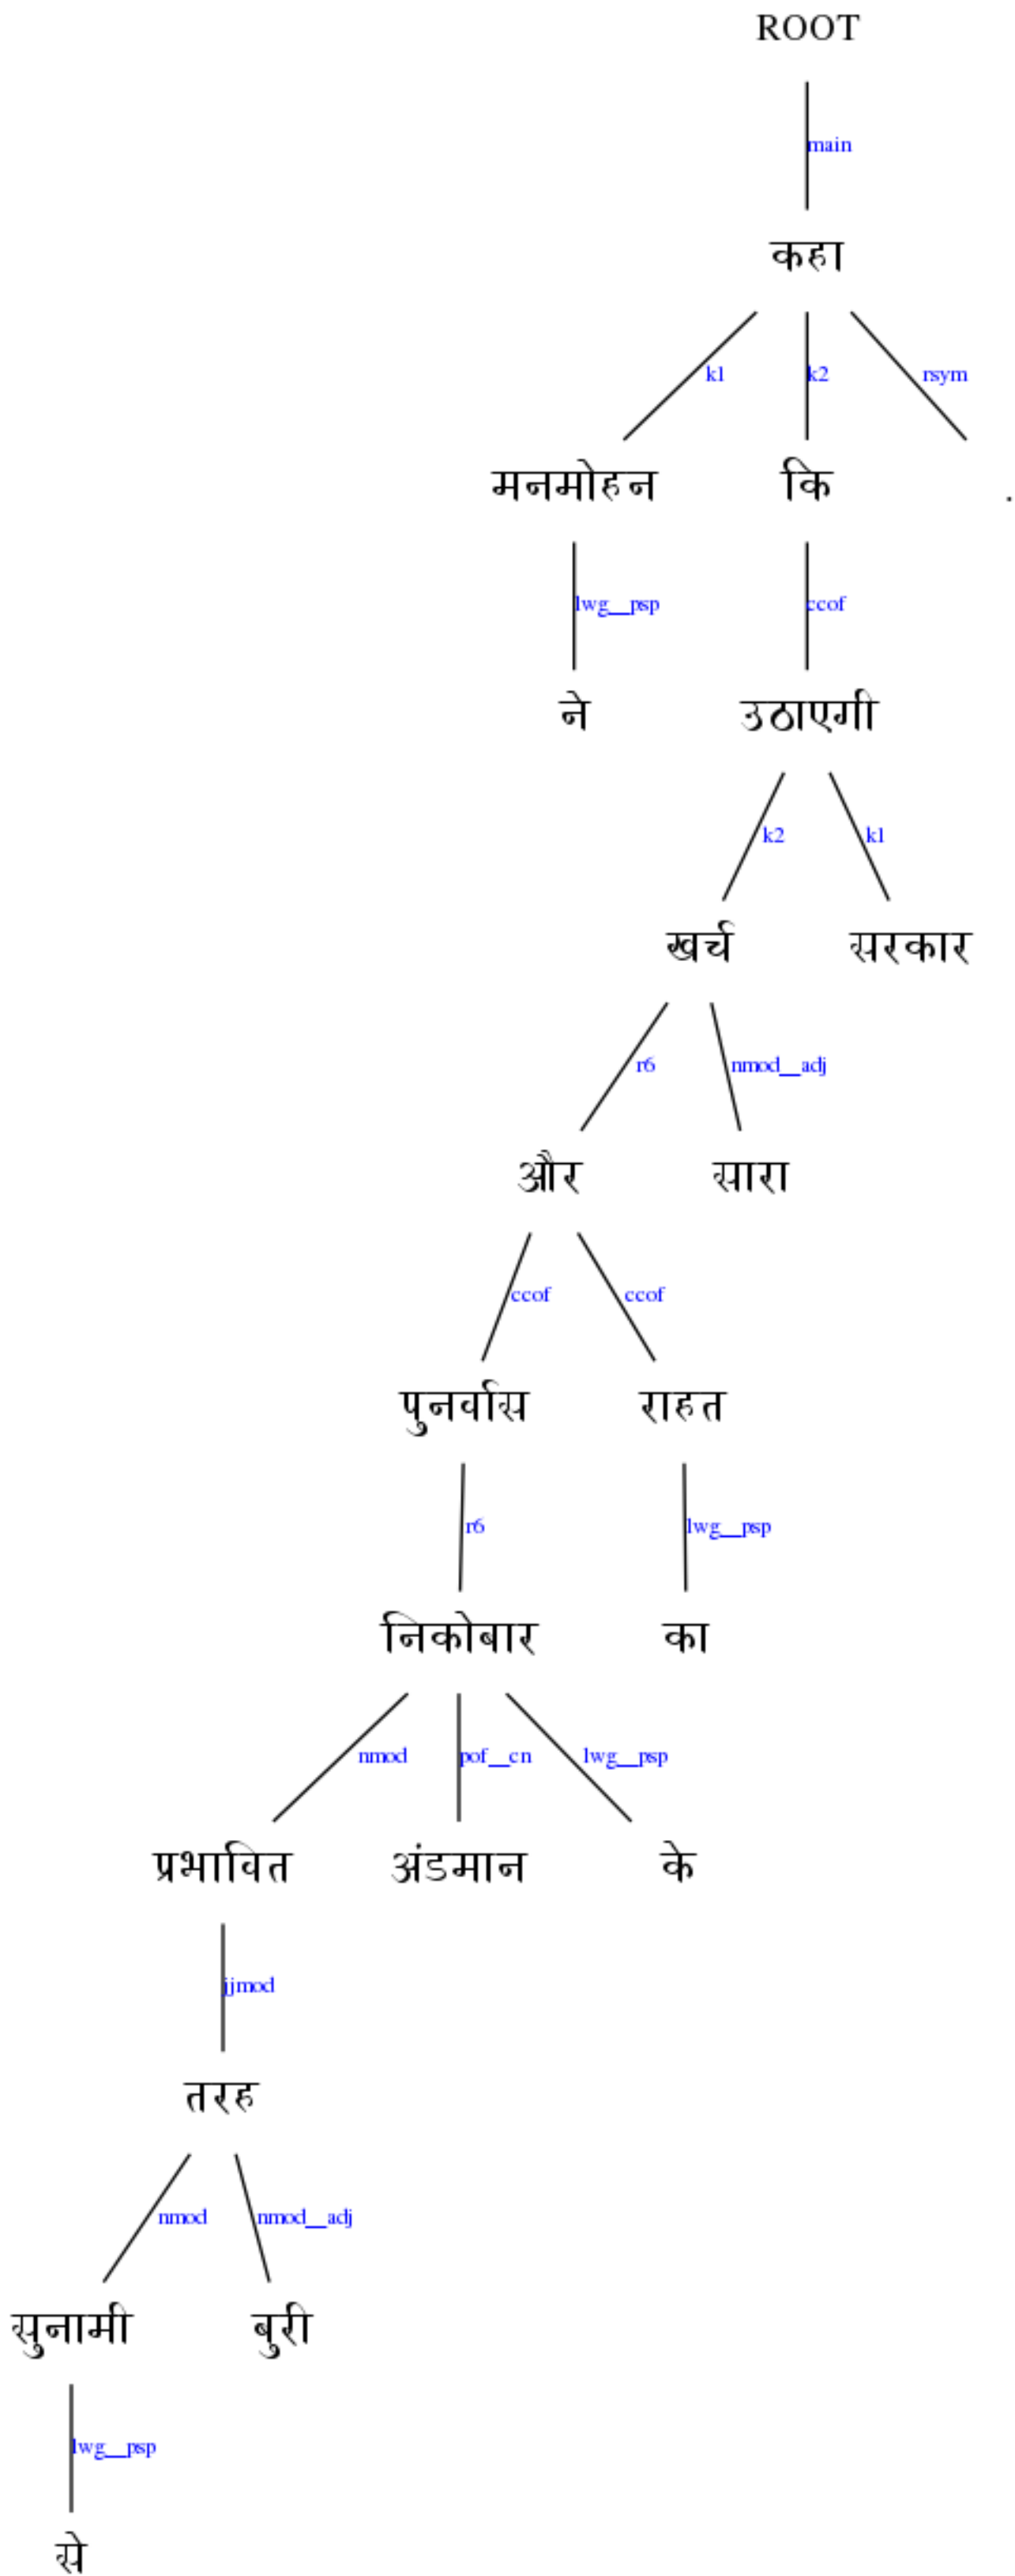 ROOT
main
कहा
k1 k2 rsym
मनमोहन कि .
lwg__psp ccof
ने उठाएगी
k2 k1
खर्च सरकार
r6 nmod__adj
और सारा
ccof ccof
पुनर्वास राहत
r6 lwg__psp
निकोबार का
nmod pof__cn lwg__psp
प्रभावित अंडमान के
jjmod
तरह
nmod nmod__adj
सुनामी बुरी
lwg__psp
से